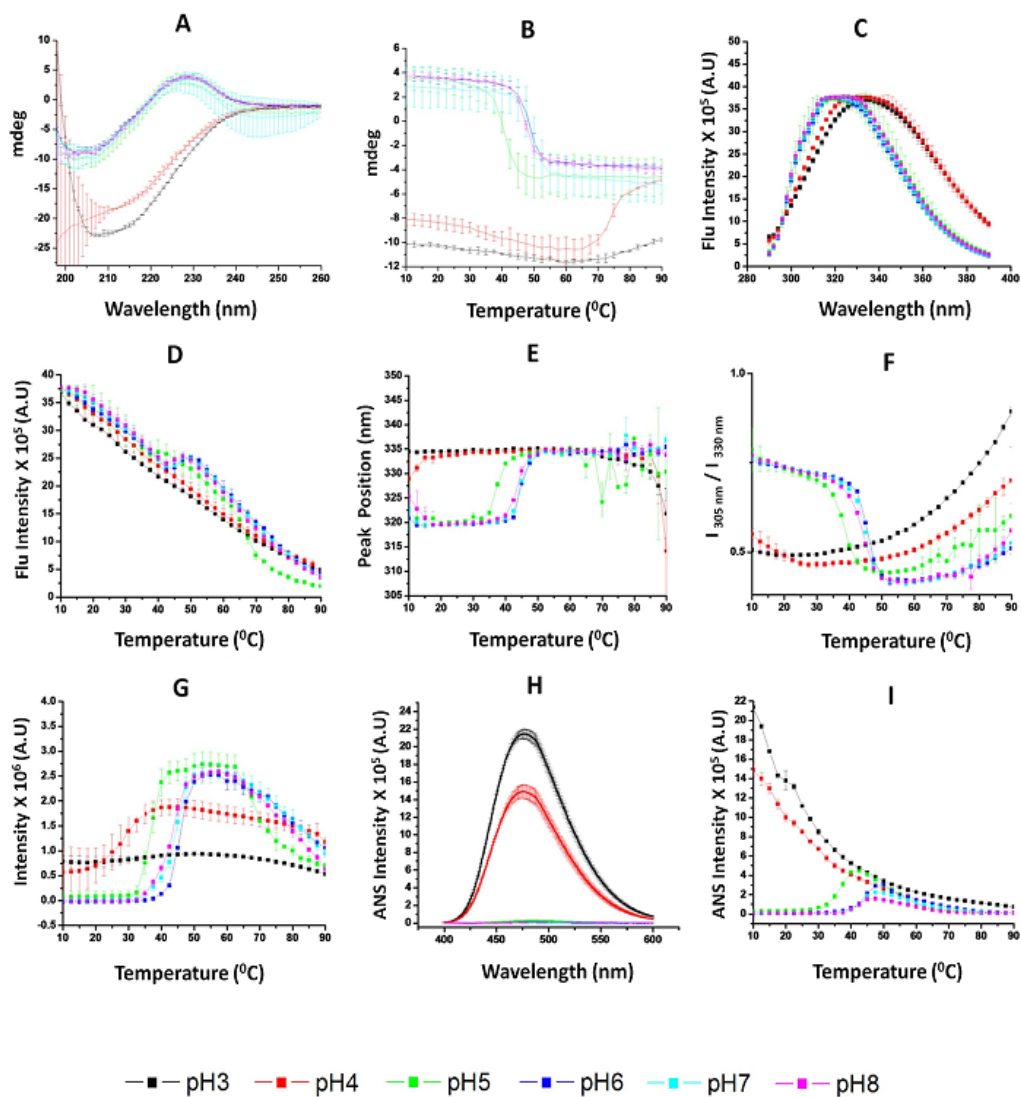 A
mdeg
10
5
0
-5
-10
-15
-20
-25
200 210 220 230 240 250 260
Wavelength (nm)
B
mdeg
6
4
2
0
-2
-4
-6
-8
-10
-12
10 20 30 40 50 60 70 80 90
Temperature (⁰C)
C
Flu Intensity X 10⁵ (A.U)
50
45
40
35
30
25
20
15
10
5
0
280 300 320 340 360 380 400
Wavelength (nm)
D
Flu Intensity X 10⁵ (A.U)
40
35
30
25
20
15
10
5
0
10 20 30 40 50 60 70 80 90
Temperature (⁰C)
E
Peak Position (nm)
350
345
340
335
330
325
320
315
310
305
10 20 30 40 50 60 70 80 90
Temperature (⁰C)
F
I 305 nm / I 330 nm
1.0
0.5
10 20 30 40 50 60 70 80 90
Temperature (⁰C)
G
Intensity X 10⁶ (A.U)
4.0
3.5
3.0
2.5
2.0
1.5
1.0
0.5
0.0
-0.5
10 20 30 40 50 60 70 80 90
Temperature (⁰C)
H
ANS Intensity X 10⁵ (A.U)
24
22
20
18
16
14
12
10
8
6
4
2
0
400 450 500 550 600
Wavelength (nm)
I
ANS Intensity X 10⁵ (A.U)
22
20
18
16
14
12
10
8
6
4
2
0
10 20 30 40 50 60 70 80 90
Temperature (⁰C)
pH3 pH4 pH5 pH6 pH7 pH8